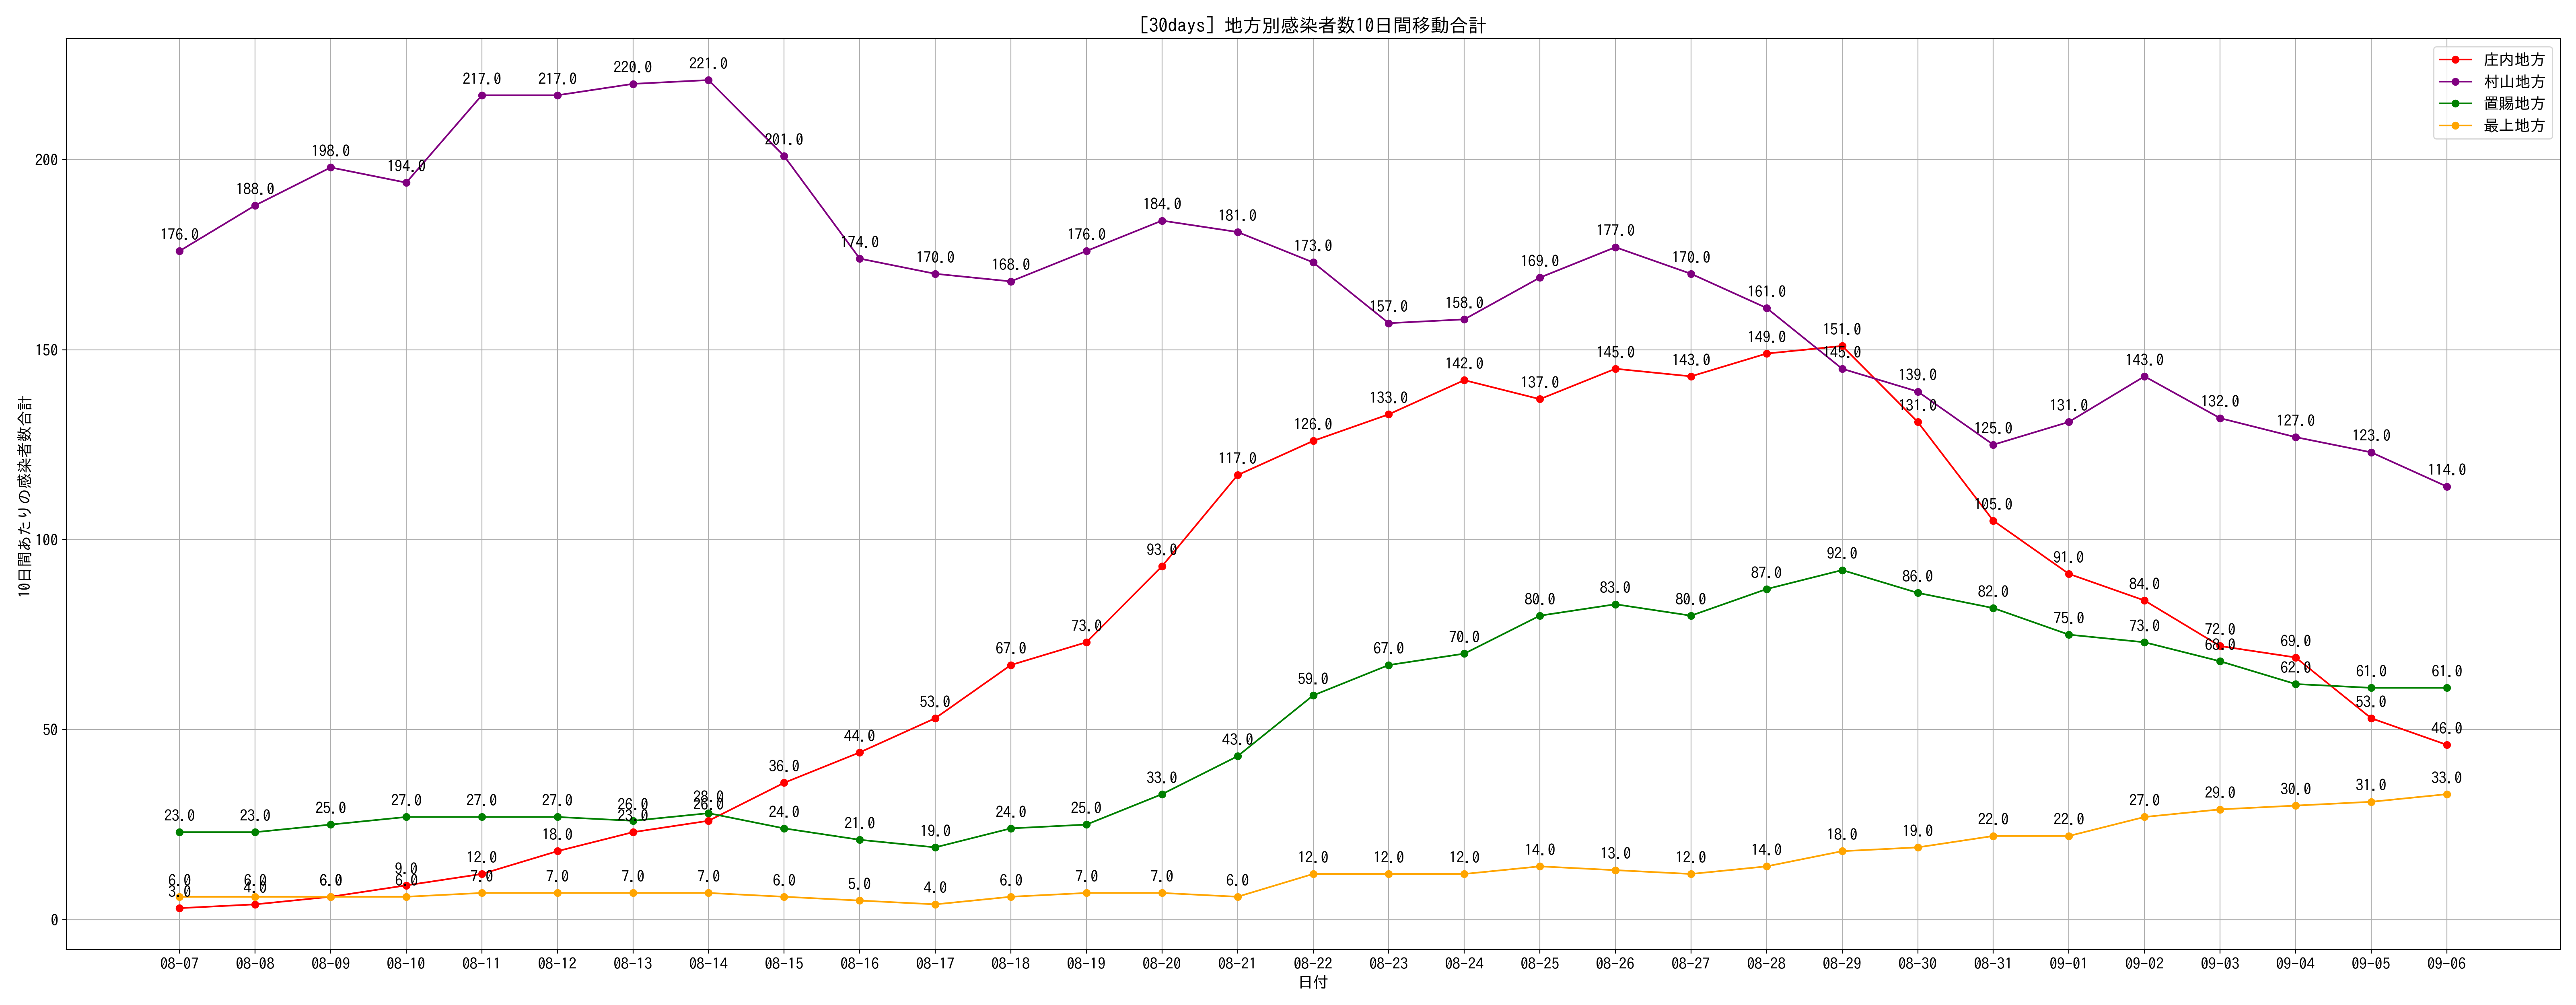 [30days] 地方別感染者数10日間移動合計
庄内地方
村山地方
置賜地方
最上地方
10日間あたりの感染者数合計
200
150
100
50
0
176.0 188.0 198.0 194.0 217.0 217.0 220.0 221.0 201.0 174.0 170.0 168.0 176.0 184.0 181.0 173.0 157.0 158.0 169.0 177.0 170.0 161.0 145.0 139.0 125.0 131.0 143.0 132.0 127.0 123.0 114.0
3.0 4.0 6.0 9.0 12.0 18.0 23.0 26.0 36.0 44.0 53.0 67.0 73.0 93.0 117.0 126.0 133.0 142.0 137.0 145.0 143.0 149.0 151.0 131.0 105.0 91.0 84.0 72.0 69.0 53.0 46.0
23.0 23.0 25.0 27.0 27.0 27.0 26.0 28.0 24.0 21.0 19.0 24.0 25.0 33.0 43.0 59.0 67.0 70.0 80.0 83.0 80.0 87.0 92.0 86.0 82.0 75.0 73.0 68.0 62.0 61.0 61.0
6.0 6.0 6.0 6.0 7.0 7.0 7.0 7.0 6.0 5.0 4.0 6.0 7.0 7.0 6.0 12.0 12.0 12.0 14.0 13.0 12.0 14.0 18.0 19.0 22.0 22.0 27.0 29.0 30.0 31.0 33.0
08-07 08-08 08-09 08-10 08-11 08-12 08-13 08-14 08-15 08-16 08-17 08-18 08-19 08-20 08-21 08-22 08-23 08-24 08-25 08-26 08-27 08-28 08-29 08-30 08-31 09-01 09-02 09-03 09-04 09-05 09-06
日付